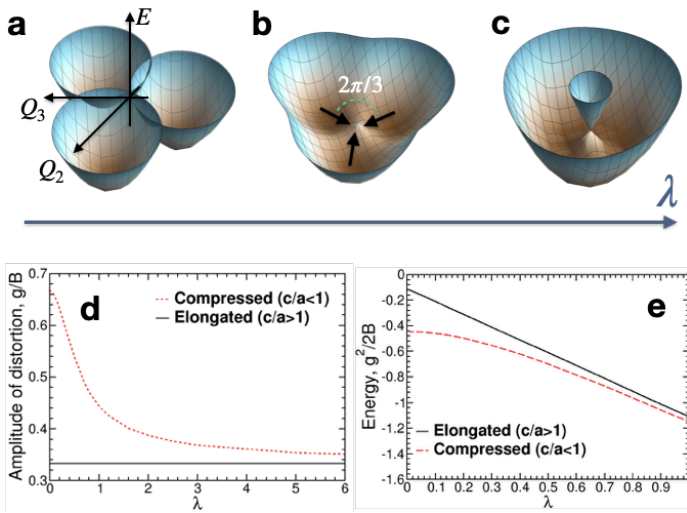 a
E
Q3
Q2
b
2π/3
c
λ
Amplitude of distortion, g/B
0.7
0.6
0.5
0.4
0.3
d
Compressed (c/a<1)
Elongated (c/a>1)
0 1 2 3 4 5 6
λ
Energy, g²/2B
0
-0.2
-0.4
-0.6
-0.8
-1
-1.2
-1.4
-1.6
e
Elongated (c/a>1)
Compressed (c/a<1)
0 0.1 0.2 0.3 0.4 0.5 0.6 0.7 0.8 0.9
λ